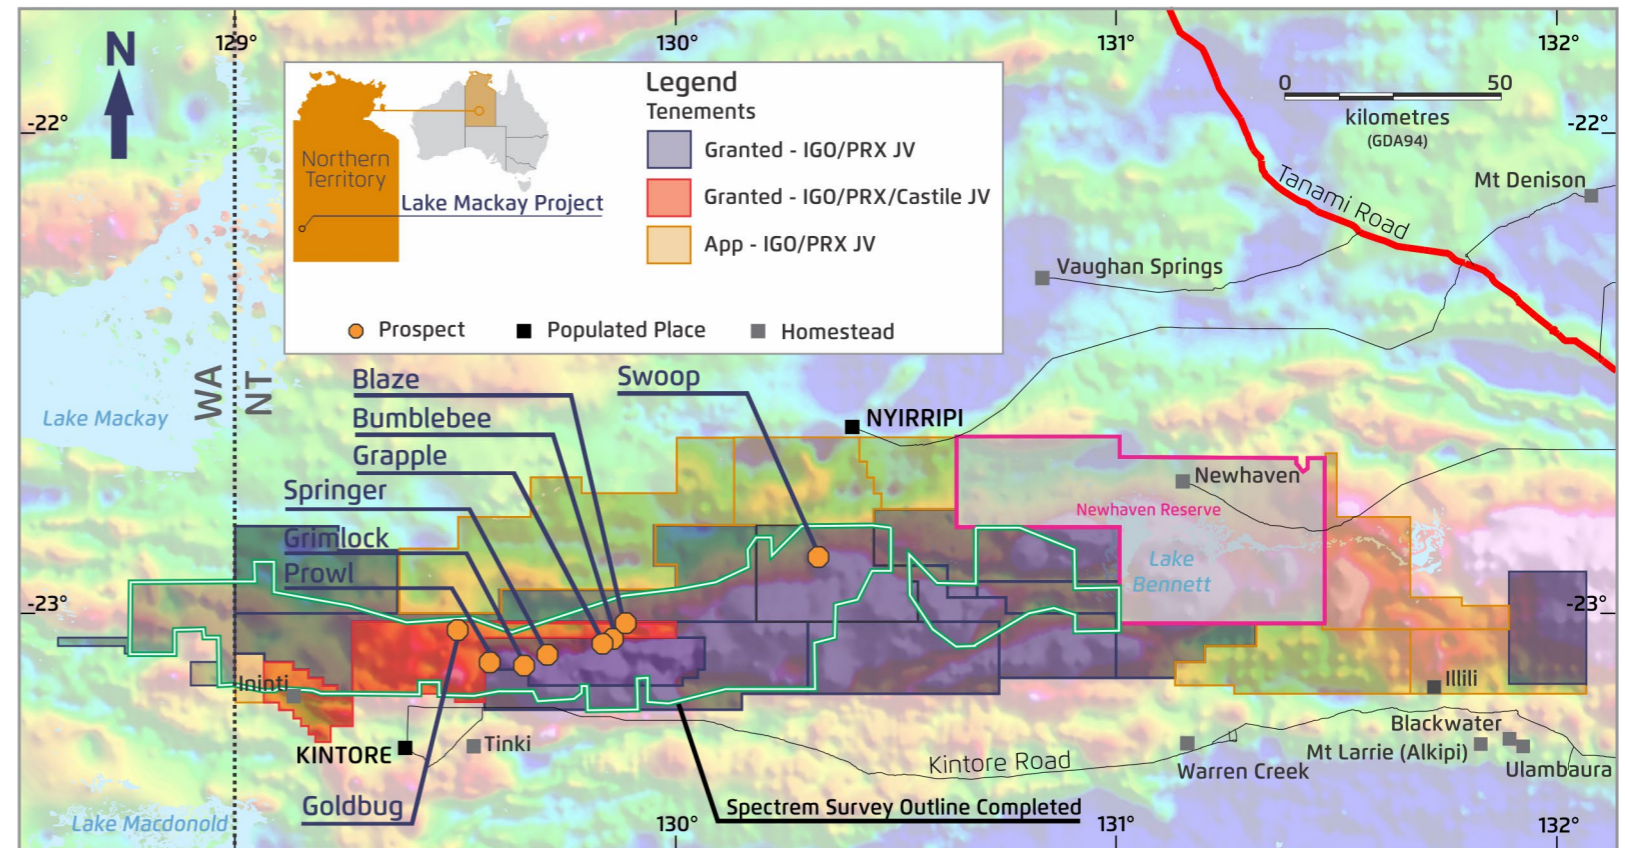 129°
130°
131°
132°
N
-22°
-22°
Legend
Tenements
Granted - IGO/PRX JV
Granted - IGO/PRX/Castile JV
App - IGO/PRX JV
Northern
Territory
Lake Mackay Project
Prospect
Populated Place
Homestead
0
50
kilometres
(GDA94)
Tanami Road
Mt Denison
Vaughan Springs
WA
NT
Lake Mackay
Blaze
Bumblebee
Grapple
Springer
Grimlock
Prowl
Swoop
NYIRRIPI
Newhaven
Newhaven Reserve
Lake
Bennett
-23°
-23°
Ininti
KINTORE
Tinki
Goldbug
Kintore Road
Spectrem Survey Outline Completed
Illili
Blackwater
Mt Larrie (Alkipi)
Warren Creek
Ulambaura
Lake Macdonold
130°
131°
132°